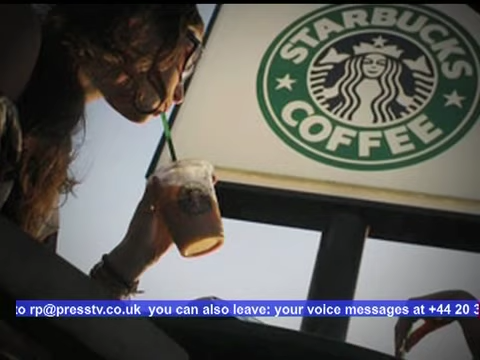 STARBUCKS
COFFEE
to rp@presstv.co.uk you can also leave: your voice messages at +44 20 3